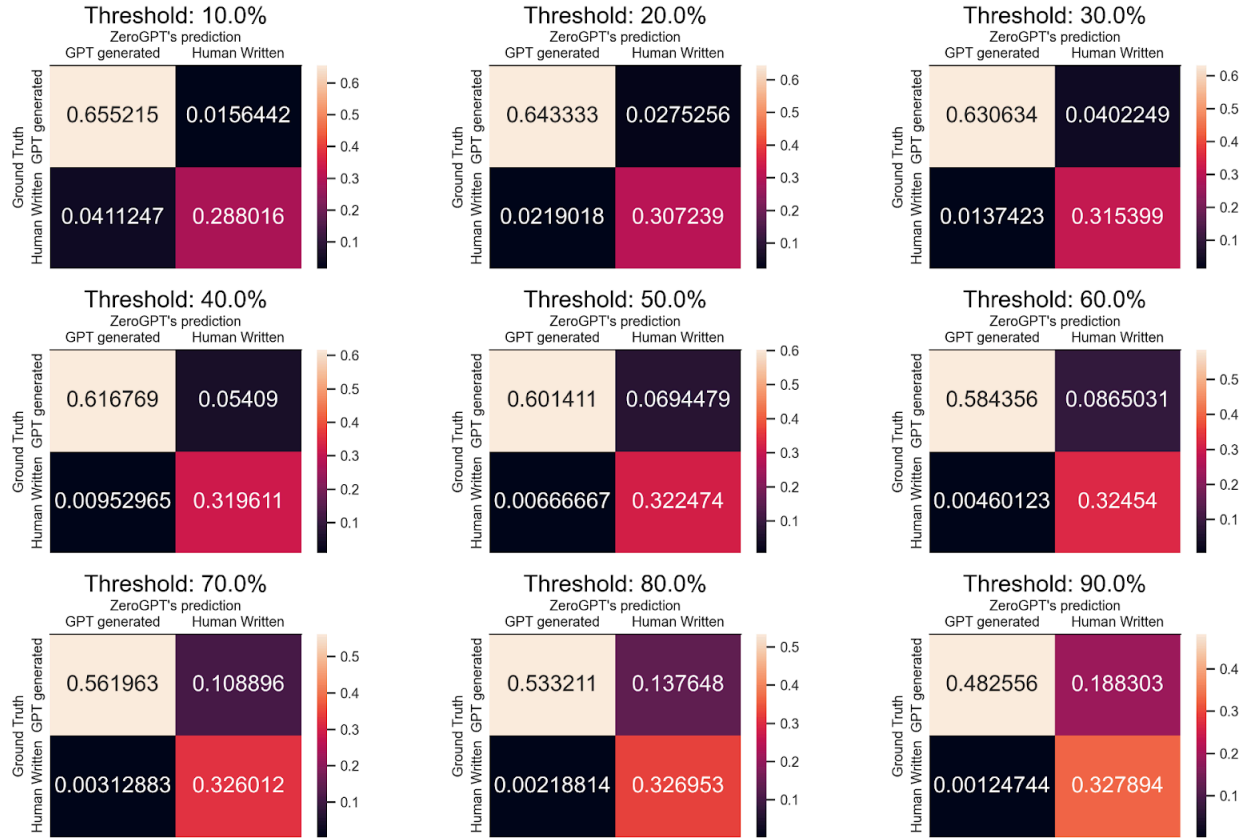 Threshold: 10.0%
ZeroGPT's prediction
GPT generated Human Written
Ground Truth
GPT generated
Human Written
0.655215 0.0156442
0.0411247 0.288016
0.6
0.5
0.4
0.3
0.2
0.1
Threshold: 20.0%
ZeroGPT's prediction
GPT generated Human Written
Ground Truth
GPT generated
Human Written
0.643333 0.0275256
0.0219018 0.307239
0.6
0.5
0.4
0.3
0.2
0.1
Threshold: 30.0%
ZeroGPT's prediction
GPT generated Human Written
Ground Truth
GPT generated
Human Written
0.630634 0.0402249
0.0137423 0.315399
0.6
0.5
0.4
0.3
0.2
0.1
Threshold: 40.0%
ZeroGPT's prediction
GPT generated Human Written
Ground Truth
GPT generated
Human Written
0.616769 0.05409
0.00952965 0.319611
0.6
0.5
0.4
0.3
0.2
0.1
Threshold: 50.0%
ZeroGPT's prediction
GPT generated Human Written
Ground Truth
GPT generated
Human Written
0.601411 0.0694479
0.00666667 0.322474
0.6
0.5
0.4
0.3
0.2
0.1
Threshold: 60.0%
ZeroGPT's prediction
GPT generated Human Written
Ground Truth
GPT generated
Human Written
0.584356 0.0865031
0.00460123 0.32454
0.5
0.4
0.3
0.2
0.1
Threshold: 70.0%
ZeroGPT's prediction
GPT generated Human Written
Ground Truth
GPT generated
Human Written
0.561963 0.108896
0.00312883 0.326012
0.5
0.4
0.3
0.2
0.1
Threshold: 80.0%
ZeroGPT's prediction
GPT generated Human Written
Ground Truth
GPT generated
Human Written
0.533211 0.137648
0.00218814 0.326953
0.5
0.4
0.3
0.2
0.1
Threshold: 90.0%
ZeroGPT's prediction
GPT generated Human Written
Ground Truth
GPT generated
Human Written
0.482556 0.188303
0.00124744 0.327894
0.4
0.3
0.2
0.1